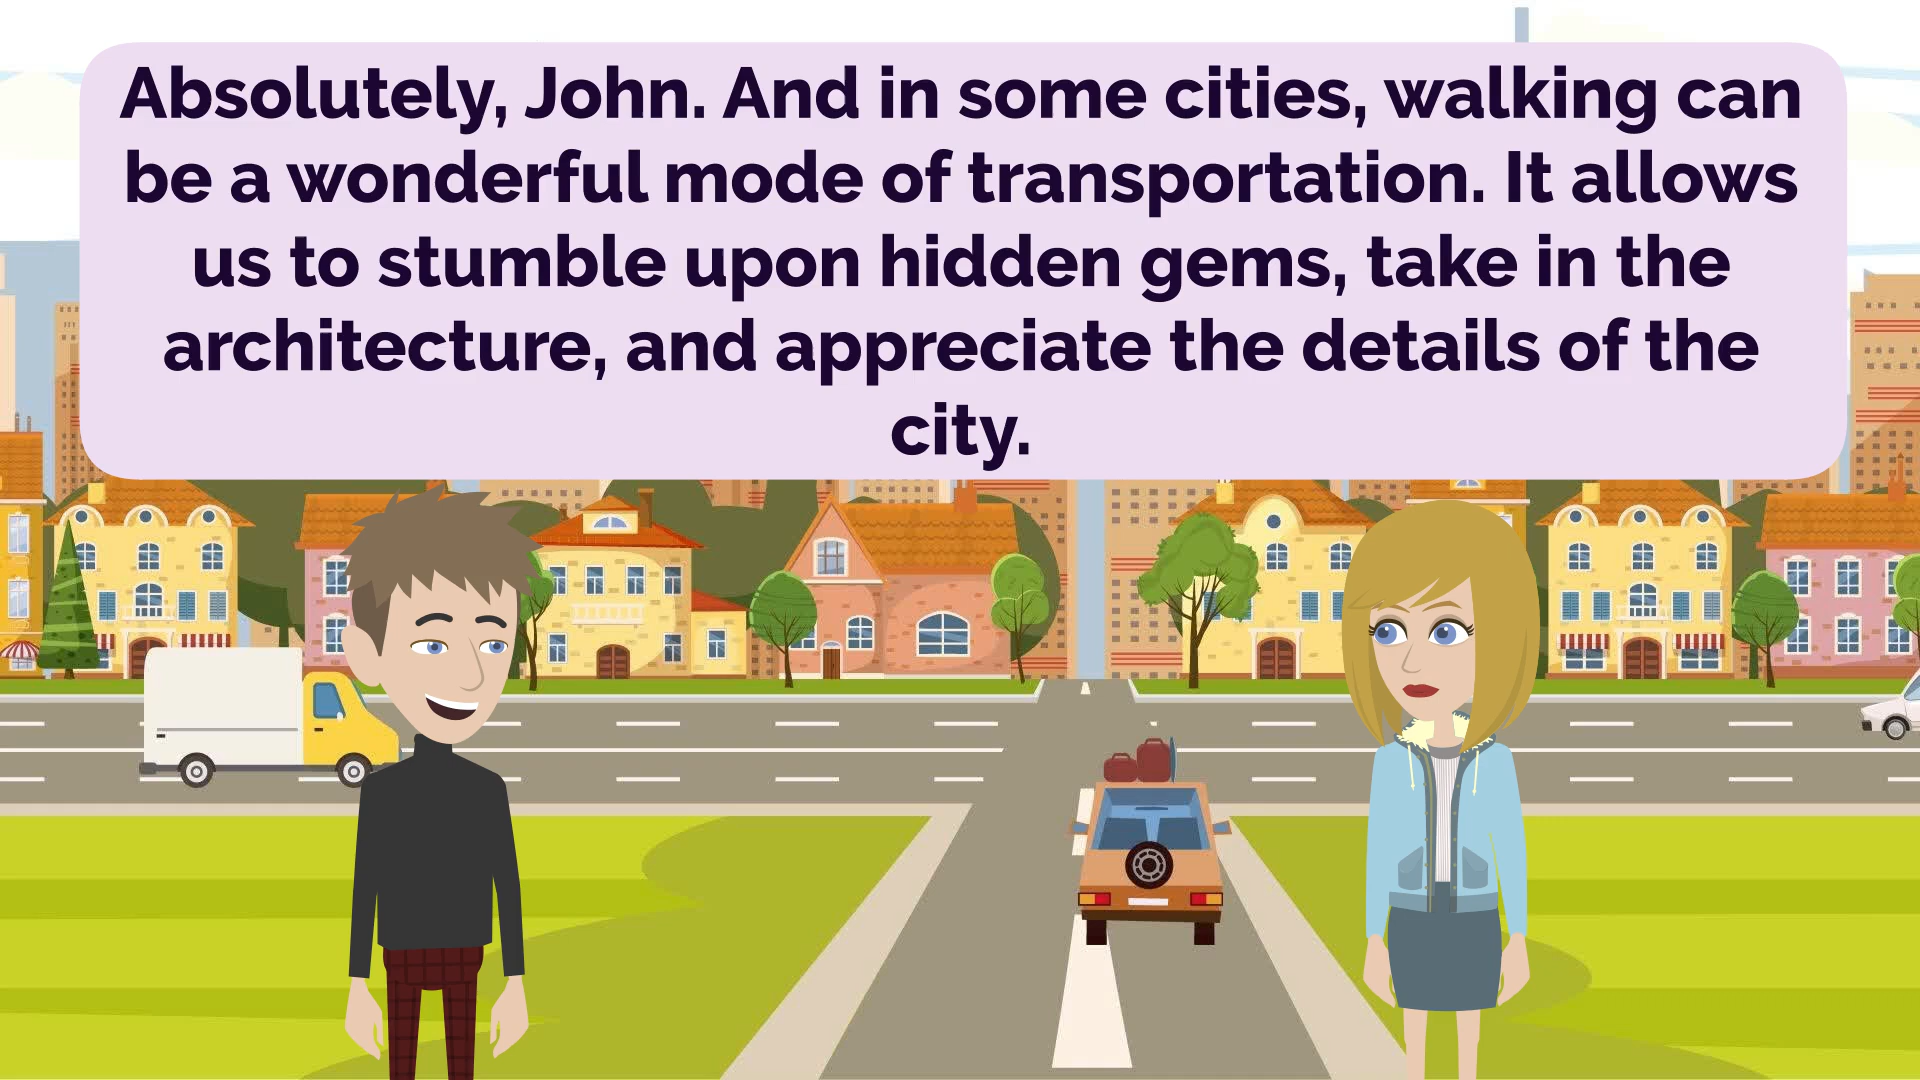 Absolutely, John. And in some cities, walking can
be a wonderful mode of transportation. It allows
us to stumble upon hidden gems, take in the
architecture, and appreciate the details of the
city.